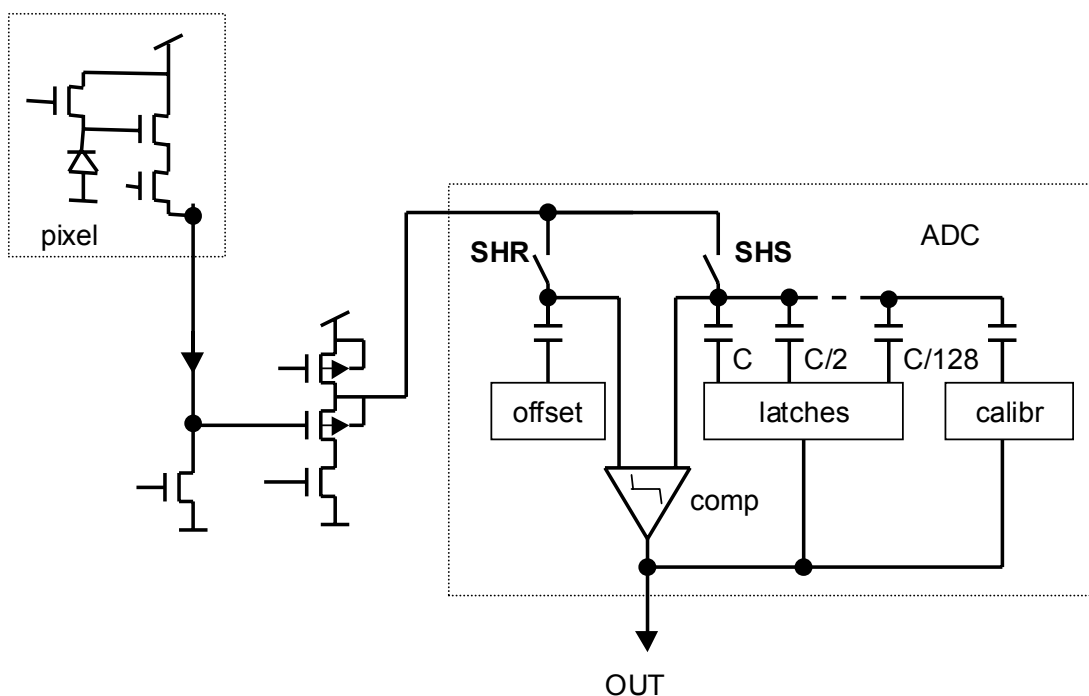 pixel
ADC
SHR
SHS
C
C/2
C/128
offset
latches
calibr
comp
OUT